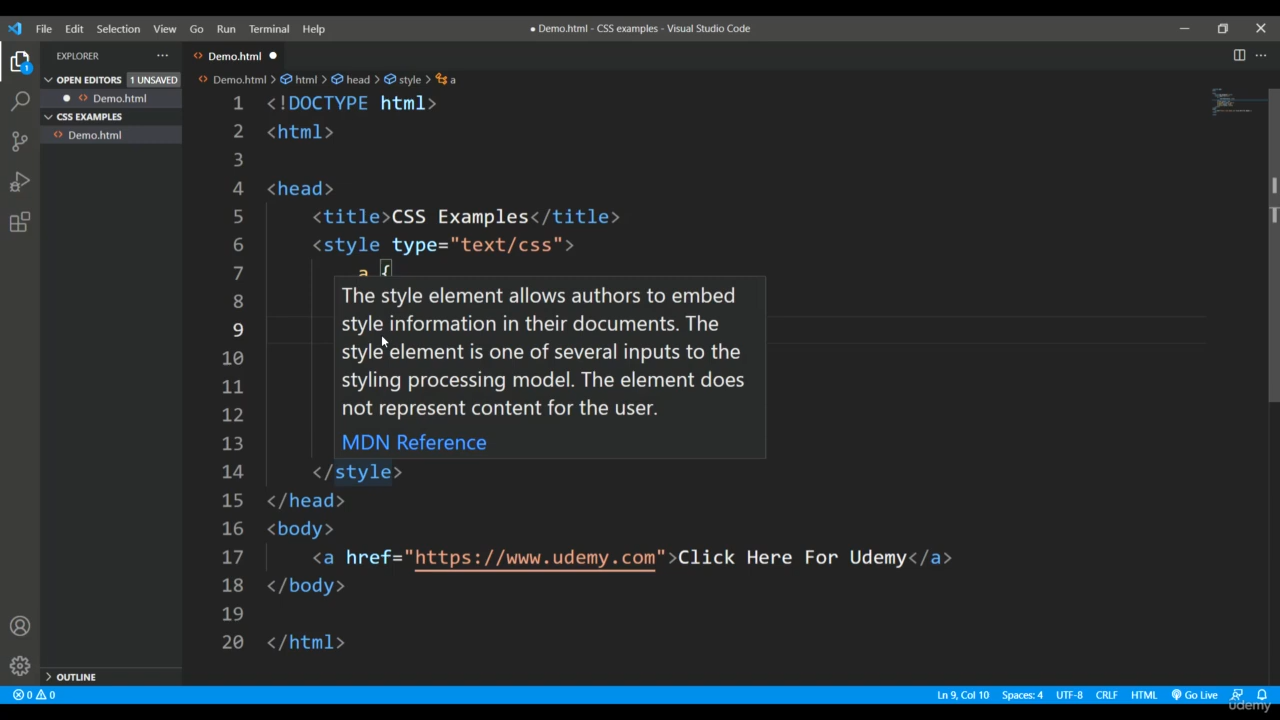 File Edit Selection View Go Run Terminal Help
● Demo.html - CSS examples - Visual Studio Code
EXPLORER
OPEN EDITORS 1 UNSAVED
Demo.html
CSS EXAMPLES
Demo.html
OUTLINE
1
Demo.html
Demo.html > html > head > style > a
1 <!DOCTYPE html>
2 <html>
3
4 <head>
5 <title>CSS Examples</title>
6 <style type="text/css">
7 a {
8
9
10
11
12
13
14 </style>
15 </head>
16 <body>
17 <a href="https://www.udemy.com">Click Here For Udemy</a>
18 </body>
19
20 </html>
The style element allows authors to embed
style information in their documents. The
style element is one of several inputs to the
styling processing model. The element does
not represent content for the user.
MDN Reference
0 0
Ln 9, Col 10 Spaces: 4 UTF-8 CRLF HTML Go Live
udemy